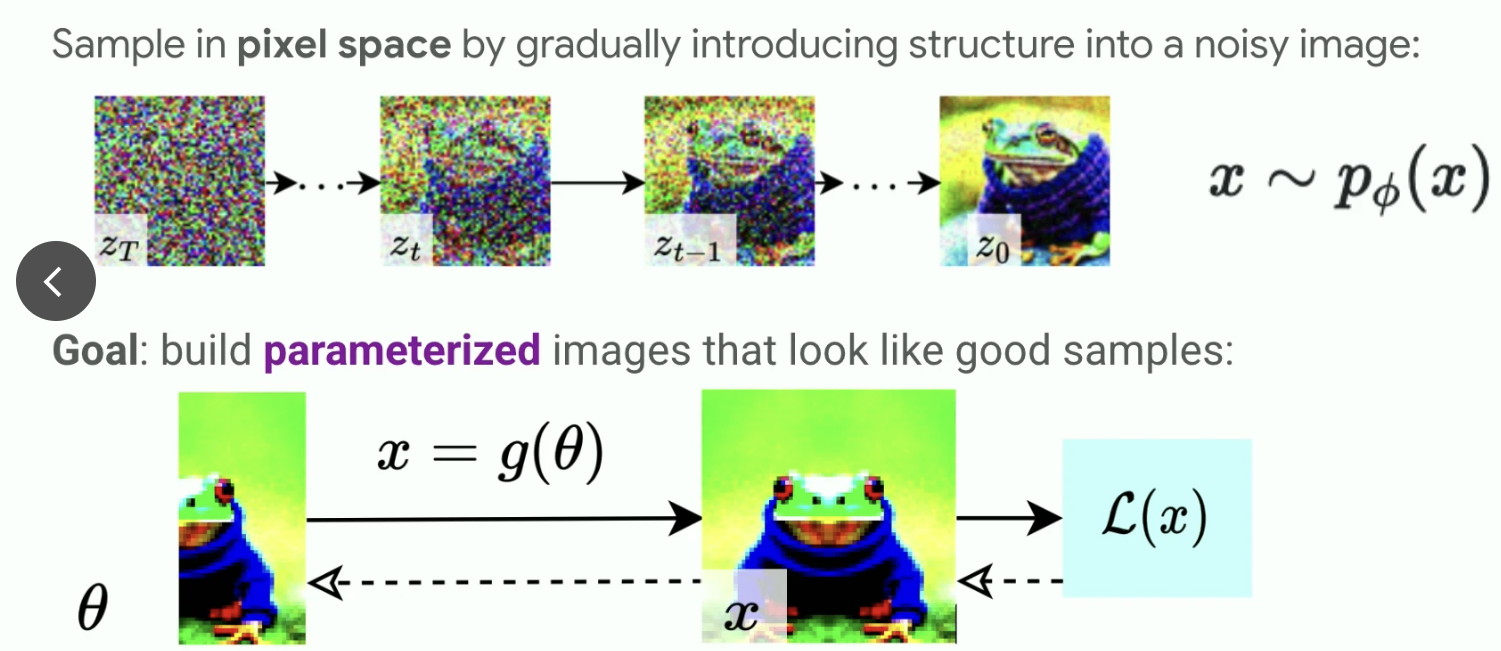 Sample in pixel space by gradually introducing structure into a noisy image:
z_T
z_t
z_{t-1}
z_0
x ∼ p_ϕ(x)
Goal: build parameterized images that look like good samples:
x = g(θ)
ℒ(x)
θ
x